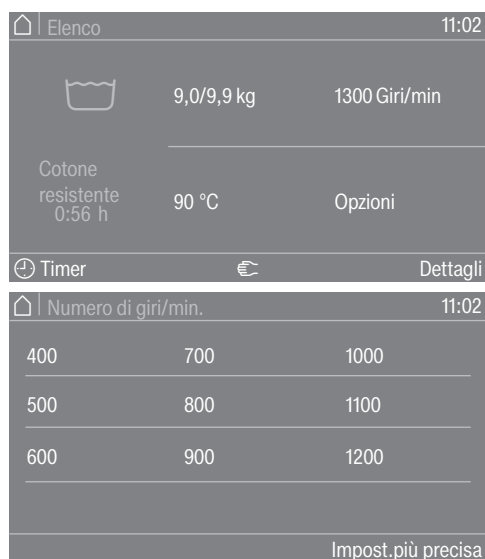 Elenco 11:02
9,0/9,9 kg 1300 Giri/min
Cotone
resistente
0:56 h
90 °C Opzioni
Timer Dettagli
Numero di giri/min. 11:02
400 700 1000
500 800 1100
600 900 1200
Impost.più precisa